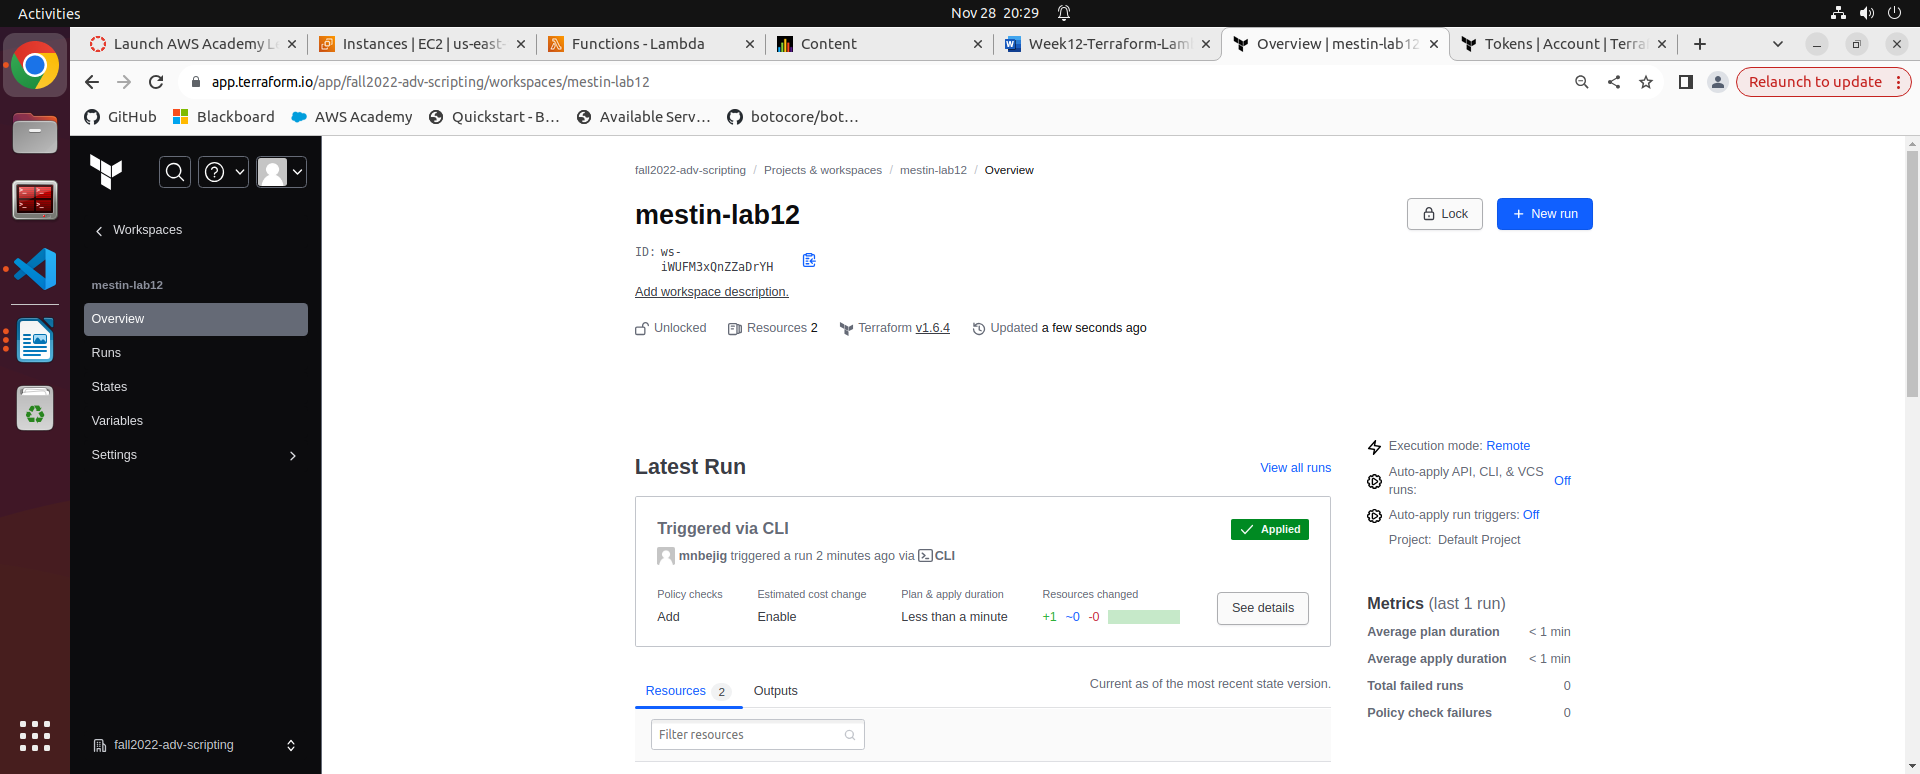 Activities
Nov 28 20:29
Launch AWS Academy Le
Instances | EC2 | us-east-
Functions - Lambda
Content
Week12-Terraform-Lam
Overview | mestin-lab12
Tokens | Account | Terra
app.terraform.io/app/fall2022-adv-scripting/workspaces/mestin-lab12
Relaunch to update
GitHub
Blackboard
AWS Academy
Quickstart - B...
Available Serv...
botocore/bot...
Workspaces
mestin-lab12
Overview
Runs
States
Variables
Settings
fall2022-adv-scripting
fall2022-adv-scripting / Projects & workspaces / mestin-lab12 / Overview
mestin-lab12
Lock
+ New run
ID: ws-
iWUFM3xQnZZaDrYH
Add workspace description.
Unlocked
Resources 2
Terraform v1.6.4
Updated a few seconds ago
Latest Run
View all runs
Triggered via CLI
Applied
mnbejig triggered a run 2 minutes ago via CLI
Policy checks
Estimated cost change
Plan & apply duration
Resources changed
Add
Enable
Less than a minute
+1 ~0 -0
See details
Resources 2
Outputs
Current as of the most recent state version.
Filter resources
Execution mode: Remote
Auto-apply API, CLI, & VCS
runs:
Off
Auto-apply run triggers: Off
Project: Default Project
Metrics (last 1 run)
Average plan duration < 1 min
Average apply duration < 1 min
Total failed runs 0
Policy check failures 0